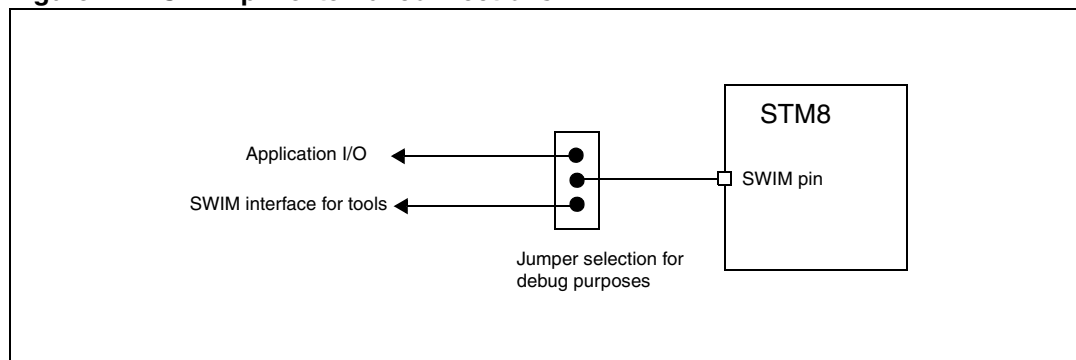 STM8
Application I/O
SWIM pin
SWIM interface for tools
Jumper selection for
debug purposes